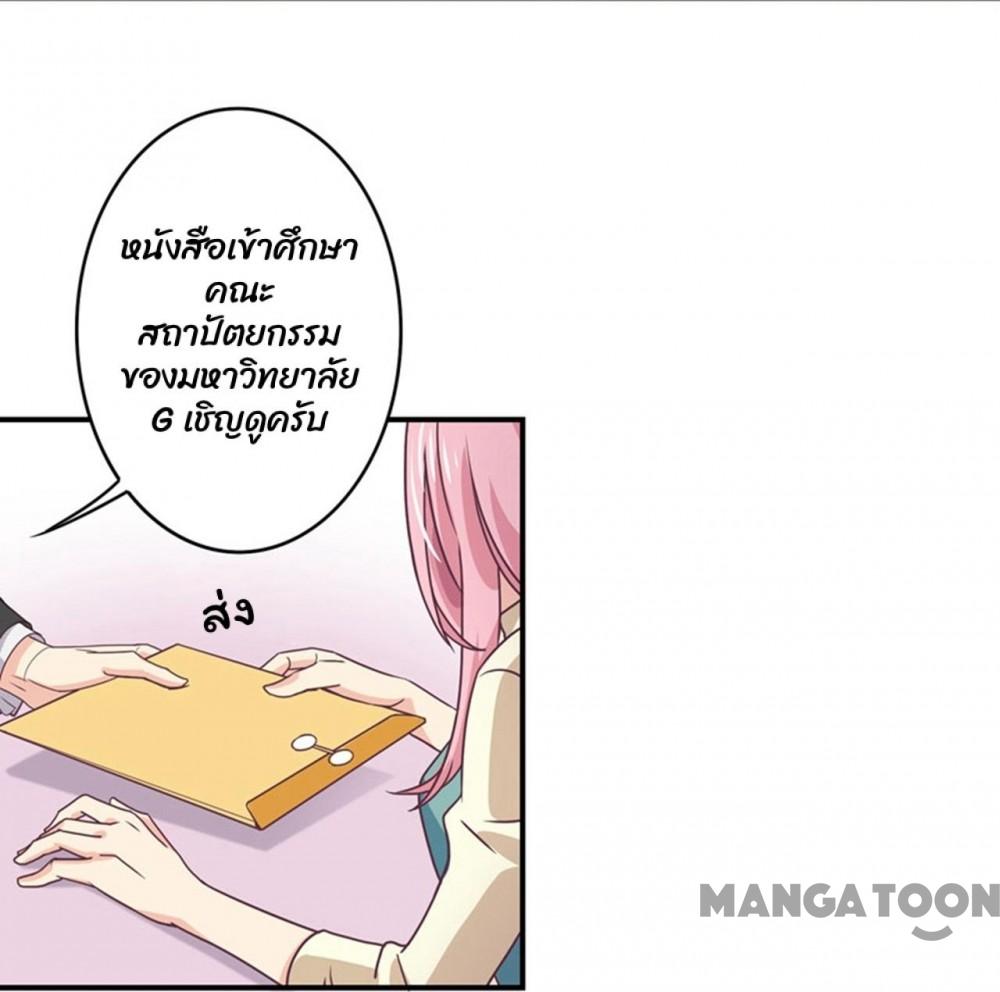 หนังสือเข้าศึกษา
คณะ
สถาปัตยกรรม
ของมหาวิทยาลัย
G เชิญดูครับ
ส่ง
MANGATOON